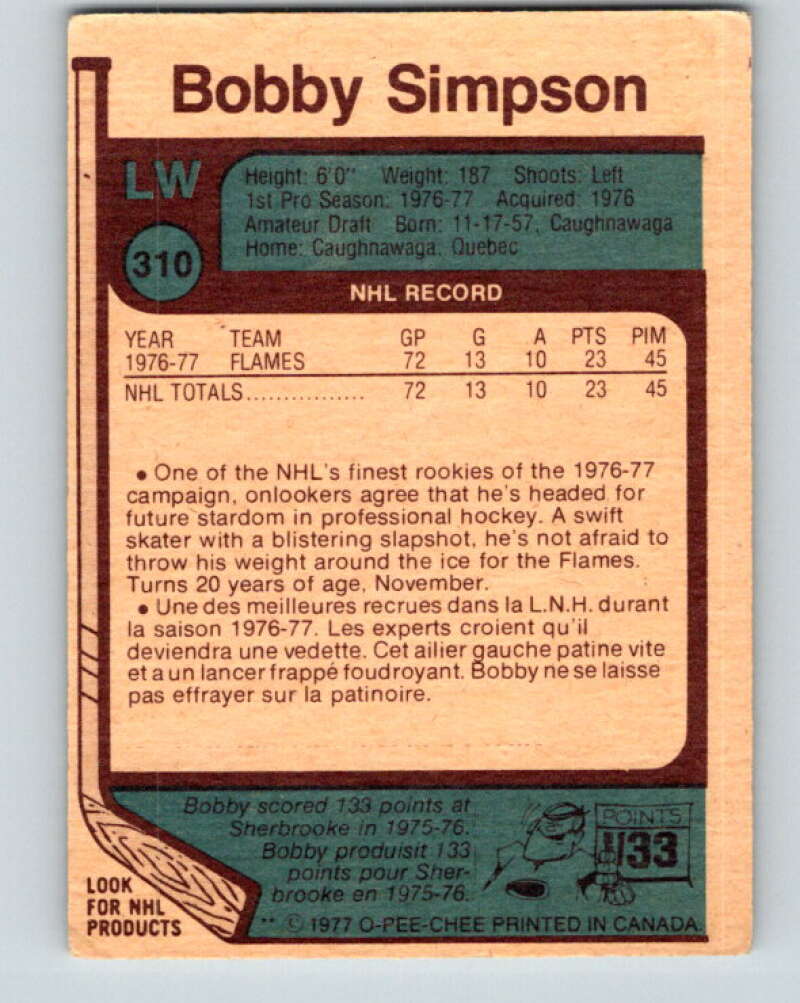 Bobby Simpson
LW
310
Height: 6'0" Weight: 187 Shoots: Left
1st Pro Season: 1976-77 Acquired: 1976
Amateur Draft Born: 11-17-57, Caughnawaga
Home: Caughnawaga, Quebec
NHL RECORD
YEAR TEAM GP G A PTS PIM
1976-77 FLAMES 72 13 10 23 45
NHL TOTALS................ 72 13 10 23 45
• One of the NHL's finest rookies of the 1976-77
campaign, onlookers agree that he's headed for
future stardom in professional hockey. A swift
skater with a blistering slapshot, he's not afraid to
throw his weight around the ice for the Flames.
Turns 20 years of age, November.
• Une des meilleures recrues dans la L.N.H. durant
la saison 1976-77. Les experts croient qu'il
deviendra une vedette. Cet ailier gauche patine vite
et a un lancer frappé foudroyant. Bobby ne se laisse
pas effrayer sur la patinoire.
Bobby scored 133 points at
Sherbrooke in 1975-76.
Bobby produisit 133
points pour Sher-
brooke en 1975-76.
POINTS
133
LOOK
FOR NHL
PRODUCTS
** © 1977 O-PEE-CHEE PRINTED IN CANADA.